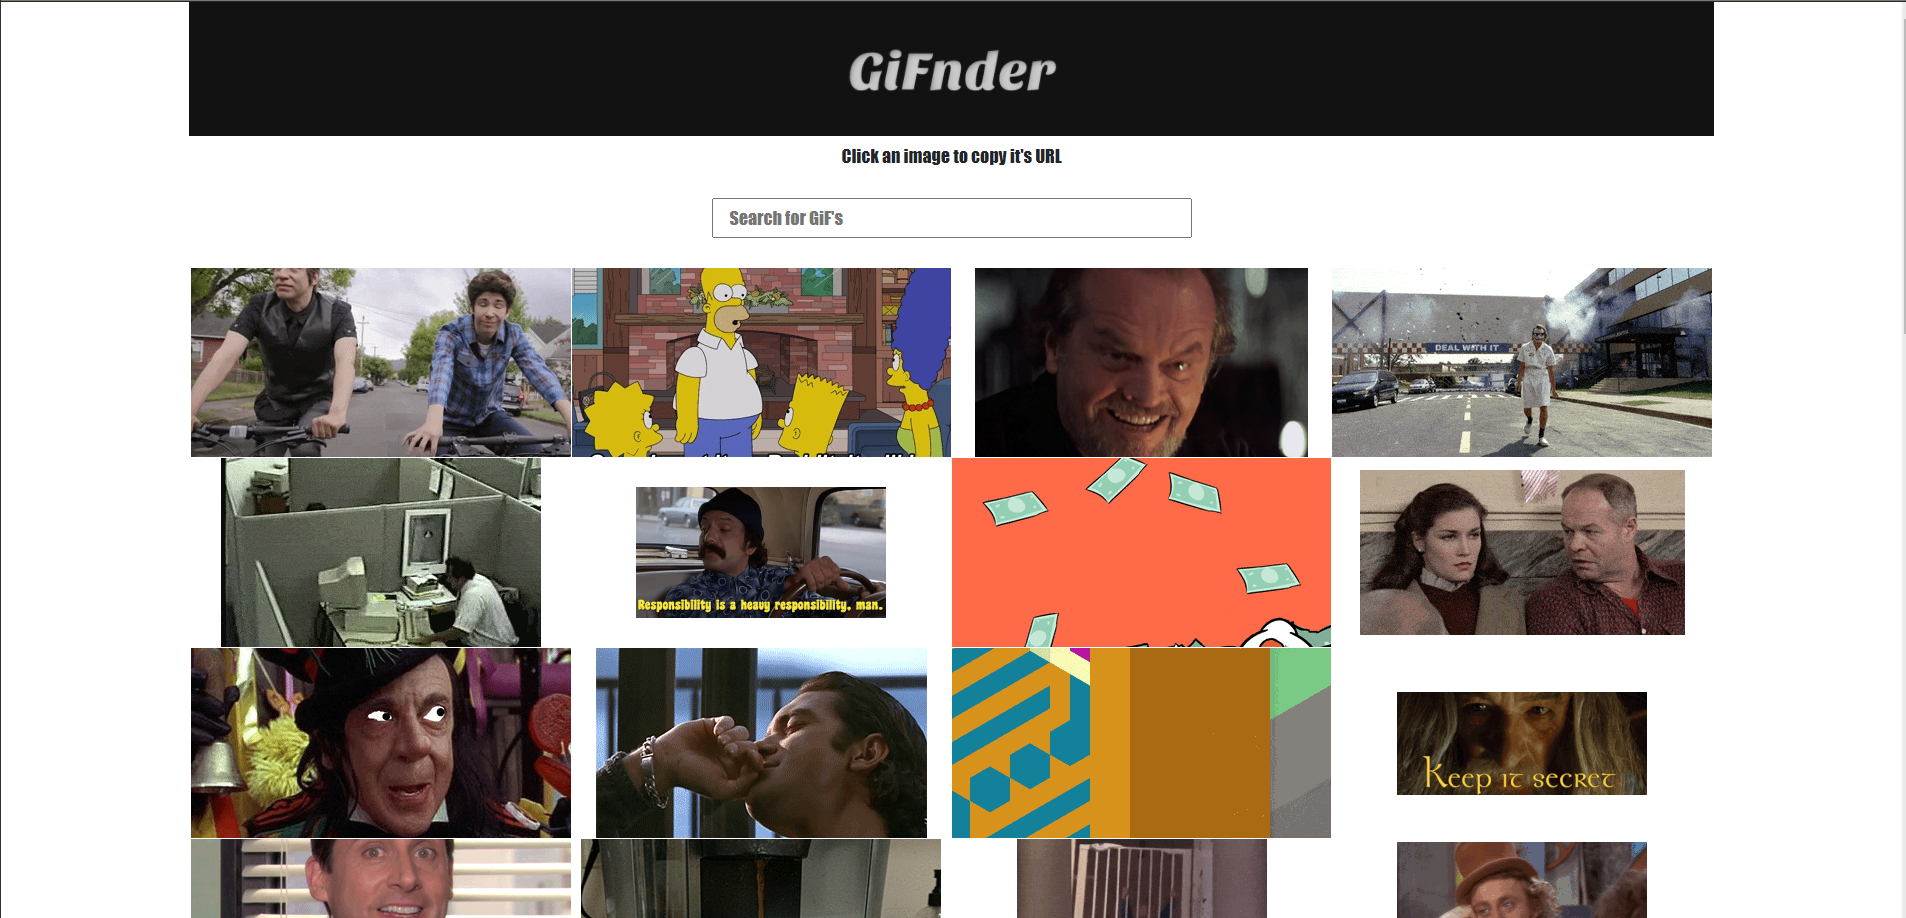 GiFnder
Click an image to copy it's URL
Search for GiF's
DEAL WITH IT
Responsibility is a heavy responsibility, man.
Keep it secret